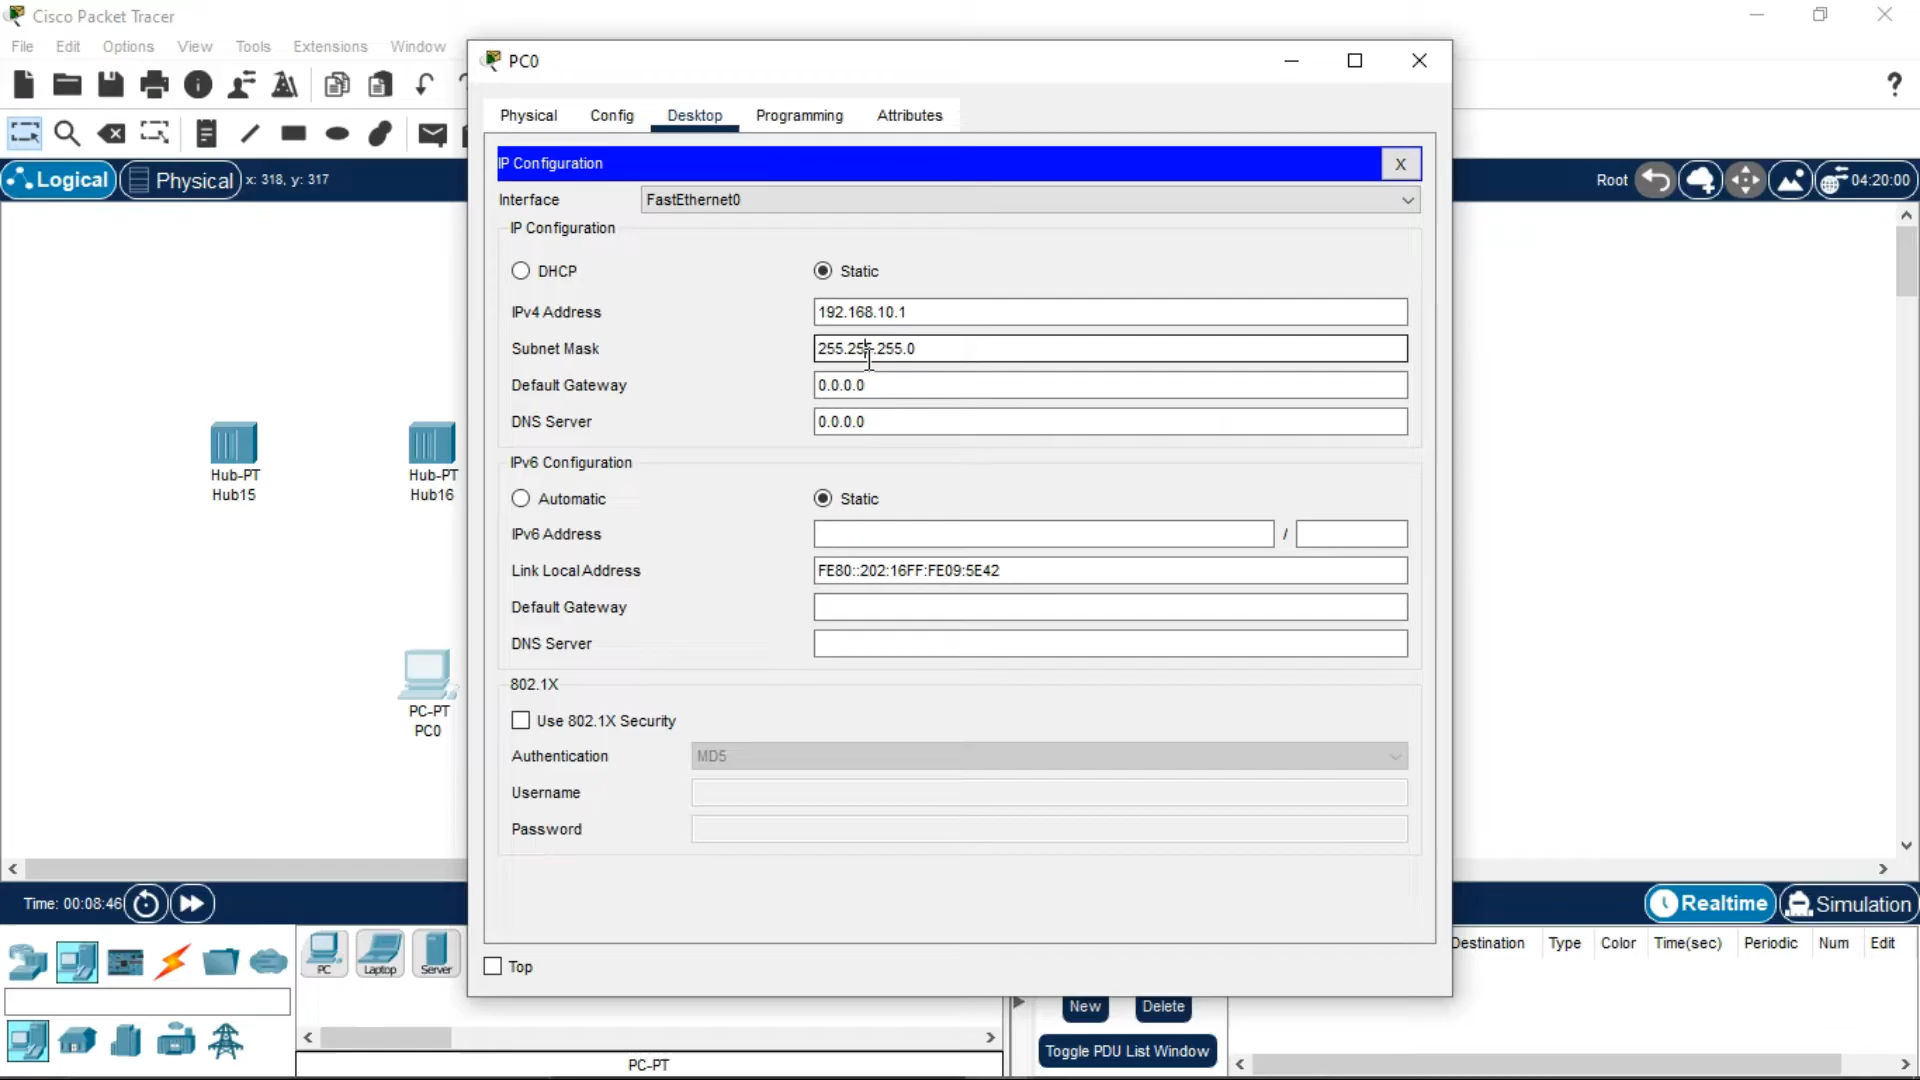 Cisco Packet Tracer
File Edit Options View Tools Extensions Window
PC0
Physical Config Desktop Programming Attributes
Logical Physical x: 318, y: 317
Root 04:20:00
IP Configuration X
Interface FastEthernet0
IP Configuration
DHCP Static
IPv4 Address 192.168.10.1
Subnet Mask 255.255.255.0
Default Gateway 0.0.0.0
DNS Server 0.0.0.0
IPv6 Configuration
Automatic Static
IPv6 Address /
Link Local Address FE80::202:16FF:FE09:5E42
Default Gateway
DNS Server
802.1X
Use 802.1X Security
Authentication MD5
Username
Password
Top
Hub-PT
Hub15
Hub-PT
Hub16
PC-PT
PC0
Time: 00:08:46
Realtime Simulation
PC Laptop Server
PC-PT
New Delete
Toggle PDU List Window
Destination Type Color Time(sec) Periodic Num Edit